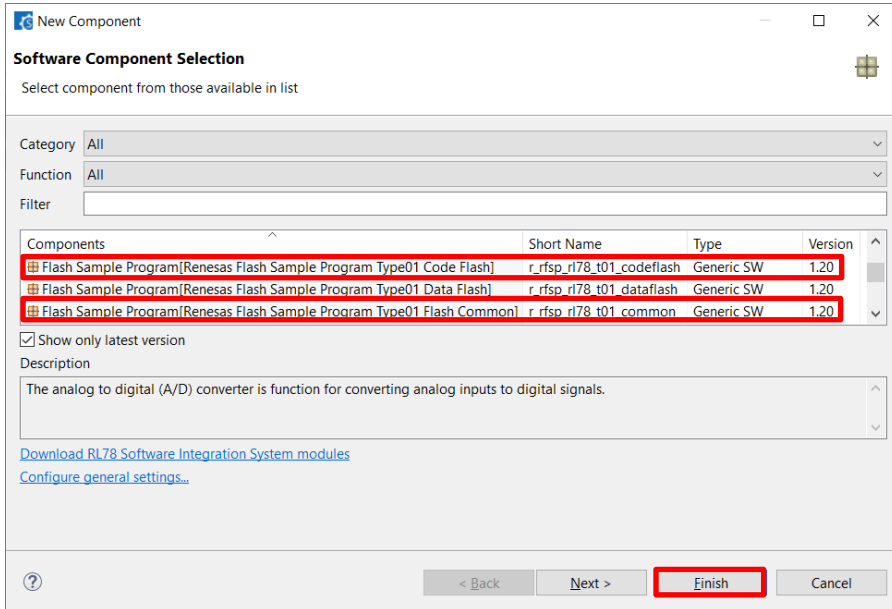 New Component
Software Component Selection
Select component from those available in list
Category All
Function All
Filter
Components Short Name Type Version
Flash Sample Program[Renesas Flash Sample Program Type01 Code Flash] r_rfsp_rl78_t01_codeflash Generic SW 1.20
Flash Sample Program[Renesas Flash Sample Program Type01 Data Flash] r_rfsp_rl78_t01_dataflash Generic SW 1.20
Flash Sample Program[Renesas Flash Sample Program Type01 Flash Common] r_rfsp_rl78_t01_common Generic SW 1.20
Show only latest version
Description
The analog to digital (A/D) converter is function for converting analog inputs to digital signals.
Download RL78 Software Integration System modules
Configure general settings...
< Back Next > Finish Cancel